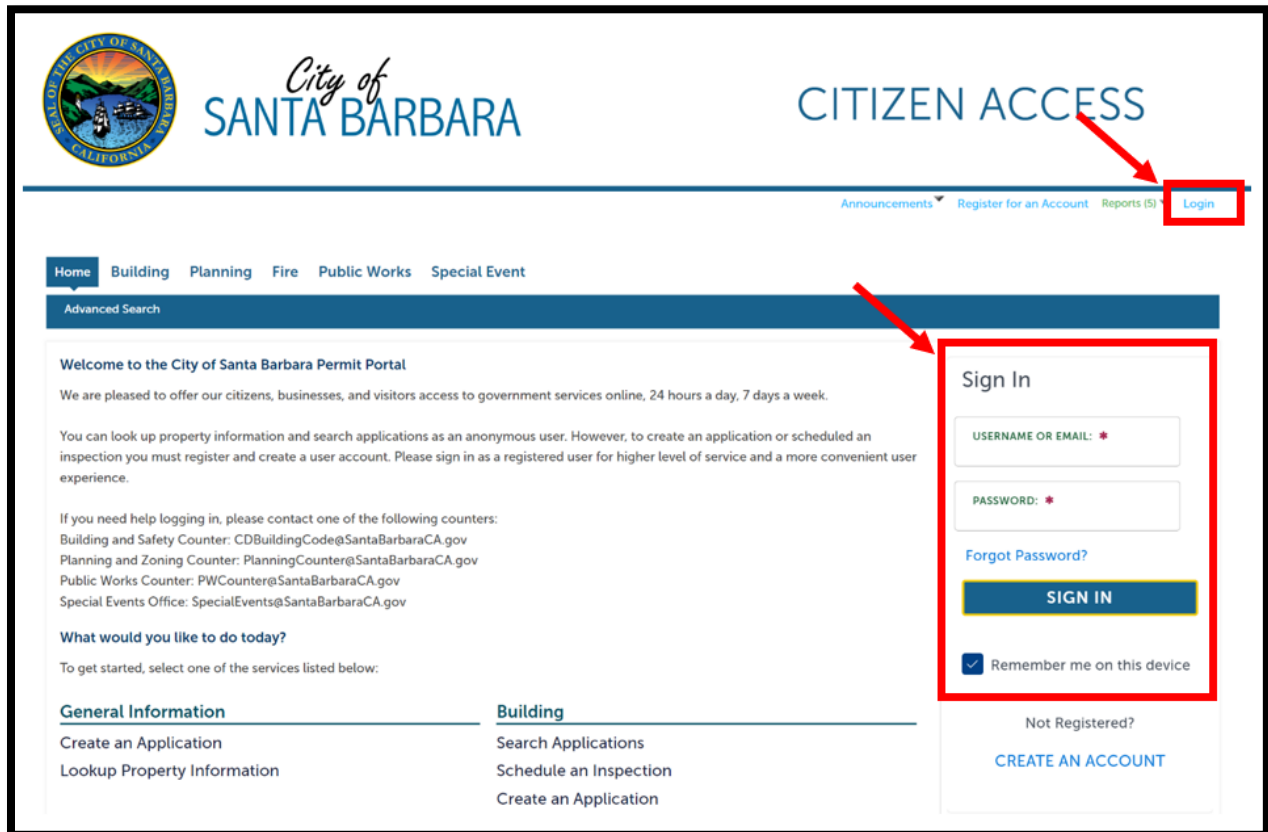 SEAL OF THE CITY OF SANTA BARBARA
CALIFORNIA
City of
SANTA BARBARA
CITIZEN ACCESS
Announcements Register for an Account Reports (5) Login
Home Building Planning Fire Public Works Special Event
Advanced Search
Welcome to the City of Santa Barbara Permit Portal
We are pleased to offer our citizens, businesses, and visitors access to government services online, 24 hours a day, 7 days a week.
You can look up property information and search applications as an anonymous user. However, to create an application or scheduled an
inspection you must register and create a user account. Please sign in as a registered user for higher level of service and a more convenient user
experience.
If you need help logging in, please contact one of the following counters:
Building and Safety Counter: CDBuildingCode@SantaBarbaraCA.gov
Planning and Zoning Counter: PlanningCounter@SantaBarbaraCA.gov
Public Works Counter: PWCounter@SantaBarbaraCA.gov
Special Events Office: SpecialEvents@SantaBarbaraCA.gov
What would you like to do today?
To get started, select one of the services listed below:
General Information
Create an Application
Lookup Property Information
Building
Search Applications
Schedule an Inspection
Create an Application
Sign In
USERNAME OR EMAIL: *
PASSWORD: *
Forgot Password?
SIGN IN
Remember me on this device
Not Registered?
CREATE AN ACCOUNT